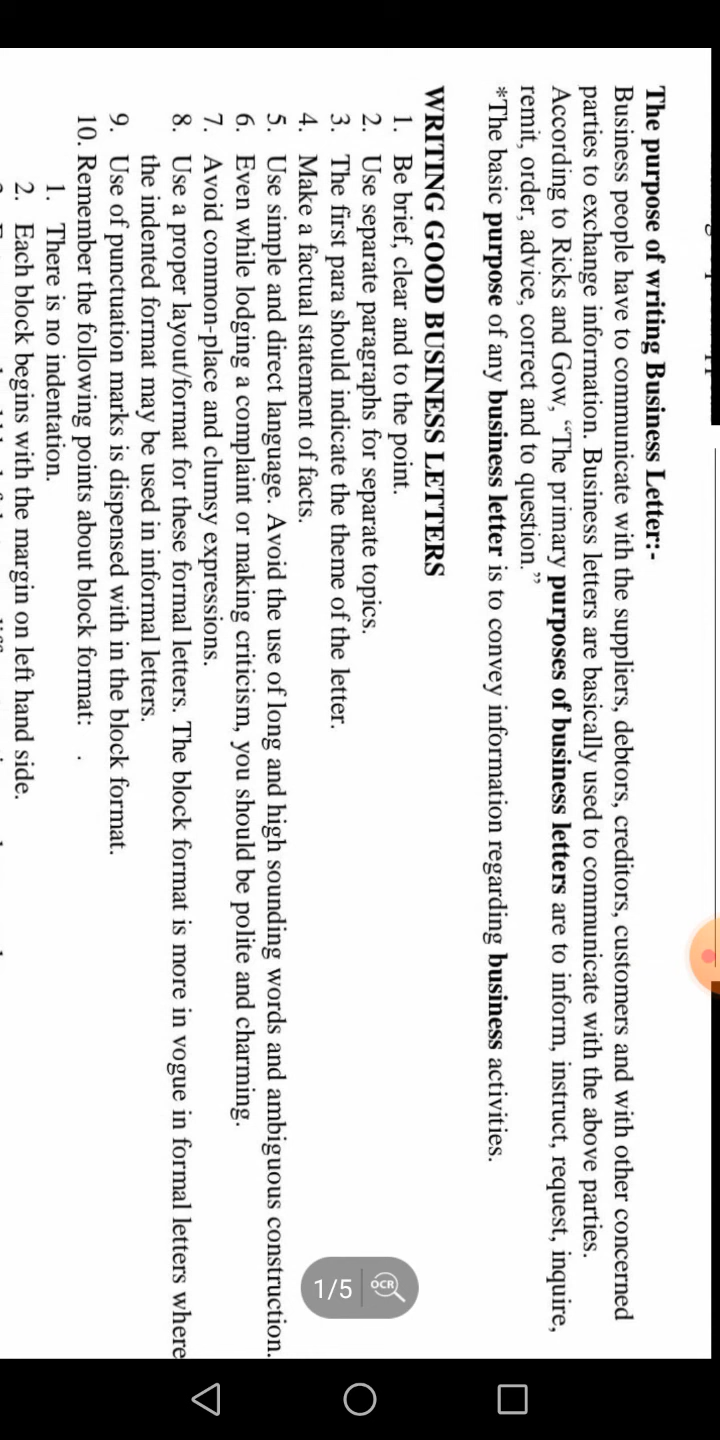 The purpose of writing Business Letter:-
Business people have to communicate with the suppliers, debtors, creditors, customers and with other concerned
parties to exchange information. Business letters are basically used to communicate with the above parties.
According to Ricks and Gow, “The primary purposes of business letters are to inform, instruct, request, inquire,
remit, order, advice, correct and to question.”
*The basic purpose of any business letter is to convey information regarding business activities.
WRITING GOOD BUSINESS LETTERS
1. Be brief, clear and to the point.
2. Use separate paragraphs for separate topics.
3. The first para should indicate the theme of the letter.
4. Make a factual statement of facts.
5. Use simple and direct language. Avoid the use of long and high sounding words and ambiguous construction.
6. Even while lodging a complaint or making criticism, you should be polite and charming.
7. Avoid common-place and clumsy expressions.
8. Use a proper layout/format for these formal letters. The block format is more in vogue in formal letters where
the indented format may be used in informal letters.
9. Use of punctuation marks is dispensed with in the block format.
10. Remember the following points about block format: .
1. There is no indentation.
2. Each block begins with the margin on left hand side.
1/5 OCR